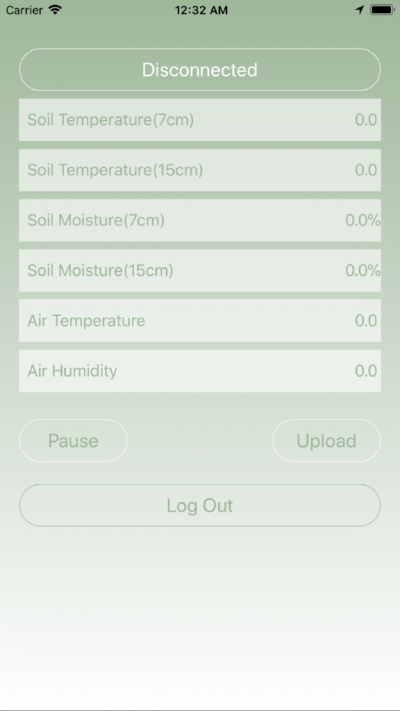 Carrier 12:32 AM
Disconnected
Soil Temperature(7cm) 0.0
Soil Temperature(15cm) 0.0
Soil Moisture(7cm) 0.0%
Soil Moisture(15cm) 0.0%
Air Temperature 0.0
Air Humidity 0.0
Pause Upload
Log Out